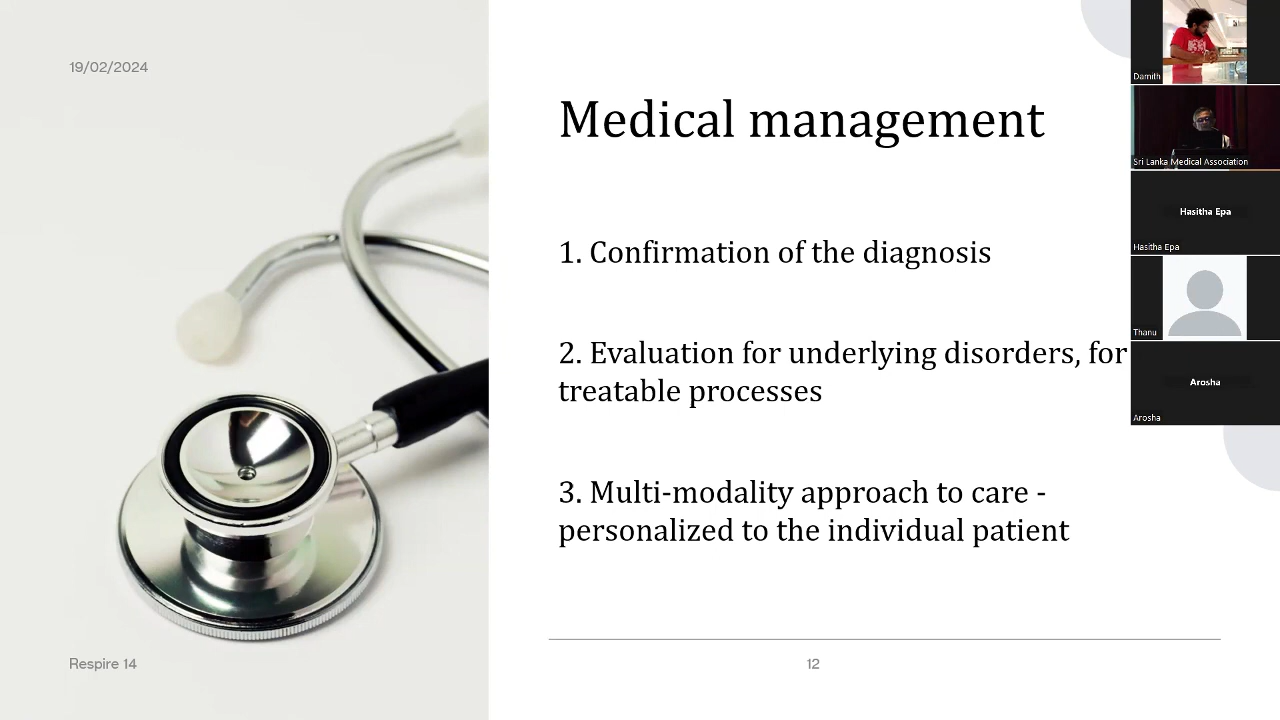 19/02/2024
Medical management
1. Confirmation of the diagnosis
2. Evaluation for underlying disorders, for
treatable processes
3. Multi-modality approach to care -
personalized to the individual patient
Respire 14
12
Damith
Sri Lanka Medical Association
Hasitha Epa
Hasitha Epa
Thanu
Arosha
Arosha